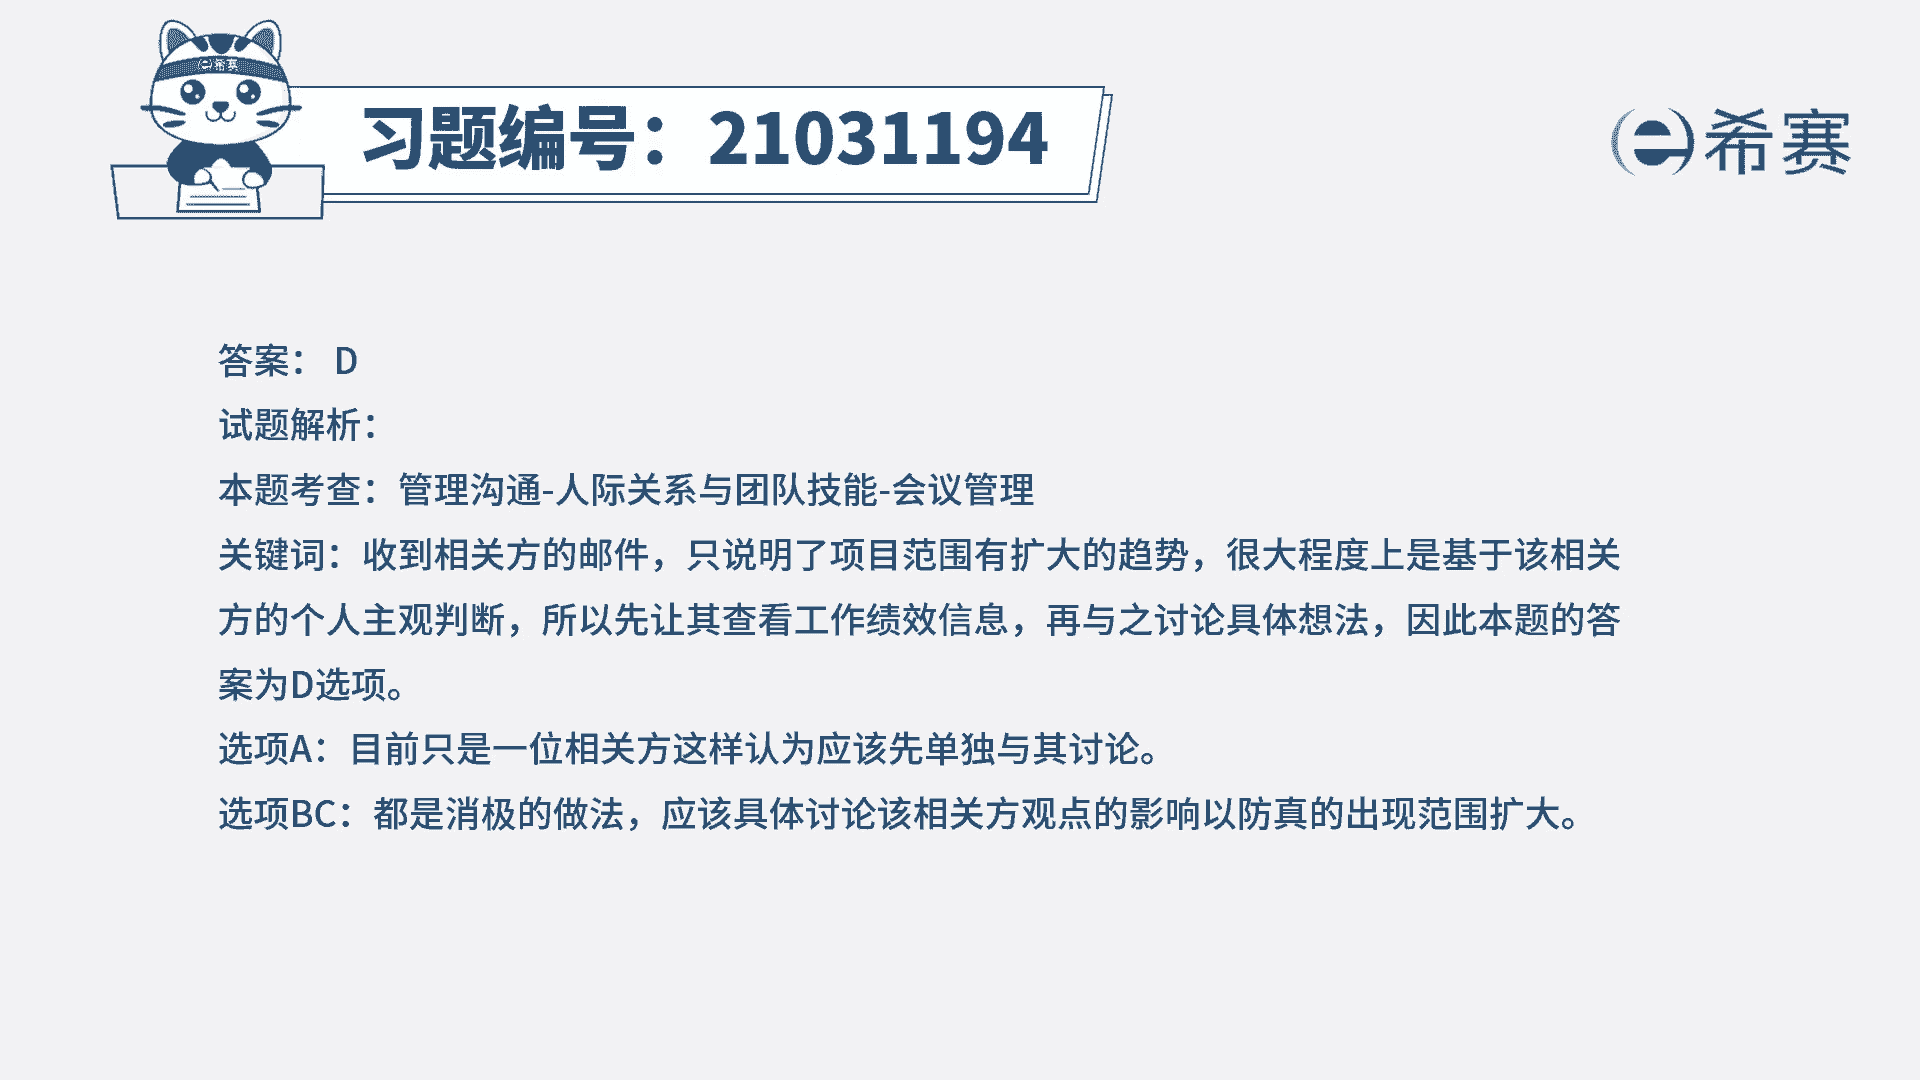 e希赛
习题编号：21031194
e希赛
答案： D
试题解析：
本题考查：管理沟通-人际关系与团队技能-会议管理
关键词：收到相关方的邮件，只说明了项目范围有扩大的趋势，很大程度上是基于该相关
方的个人主观判断，所以先让其查看工作绩效信息，再与之讨论具体想法，因此本题的答
案为D选项。
选项A：目前只是一位相关方这样认为应该先单独与其讨论。
选项BC：都是消极的做法，应该具体讨论该相关方观点的影响以防真的出现范围扩大。